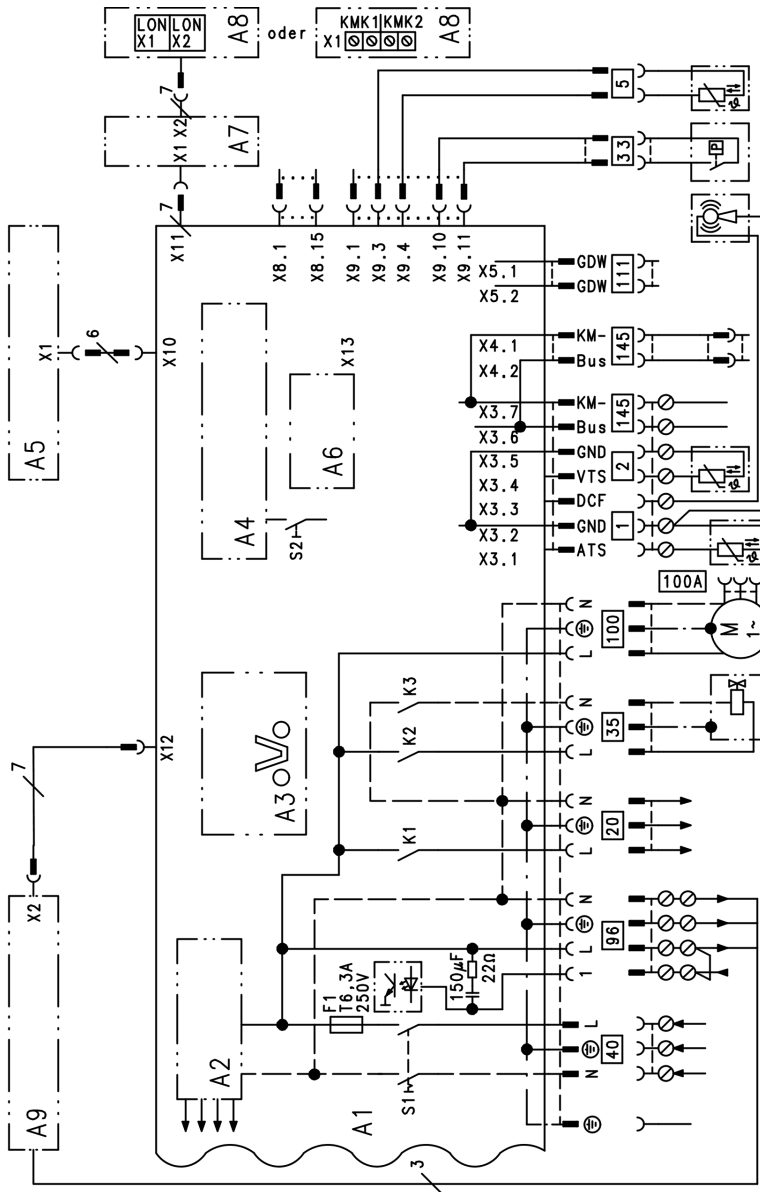 LON LON
X1 X2
A8
oder
KMK1 KMK2
X1
A8
7
X1 X2
A7
7
X11
5
ϑ
33
P
X8.1
X8.15
X9.1
X9.3
X9.4
X9.10
X9.11
X1
6
X10
A5
X5.1 GDW
X5.2 GDW
111
X4.1 KM-
X4.2 Bus
145
X13
A6
A4
S2
X3.7 KM-
X3.6 Bus
145
X3.5 GND
X3.4 VTS
2
ϑ
X3.3 DCF
X3.2 GND
X3.1 ATS
1
ϑ
100A
N
L
100
M
1~
7
X12
A3
K3
K2
N
L
35
K1
N
L
20
X2
A9
N
L
1
96
150µF
22Ω
F1
T6,3A
250V
A2
S1
L
N
40
A1
3